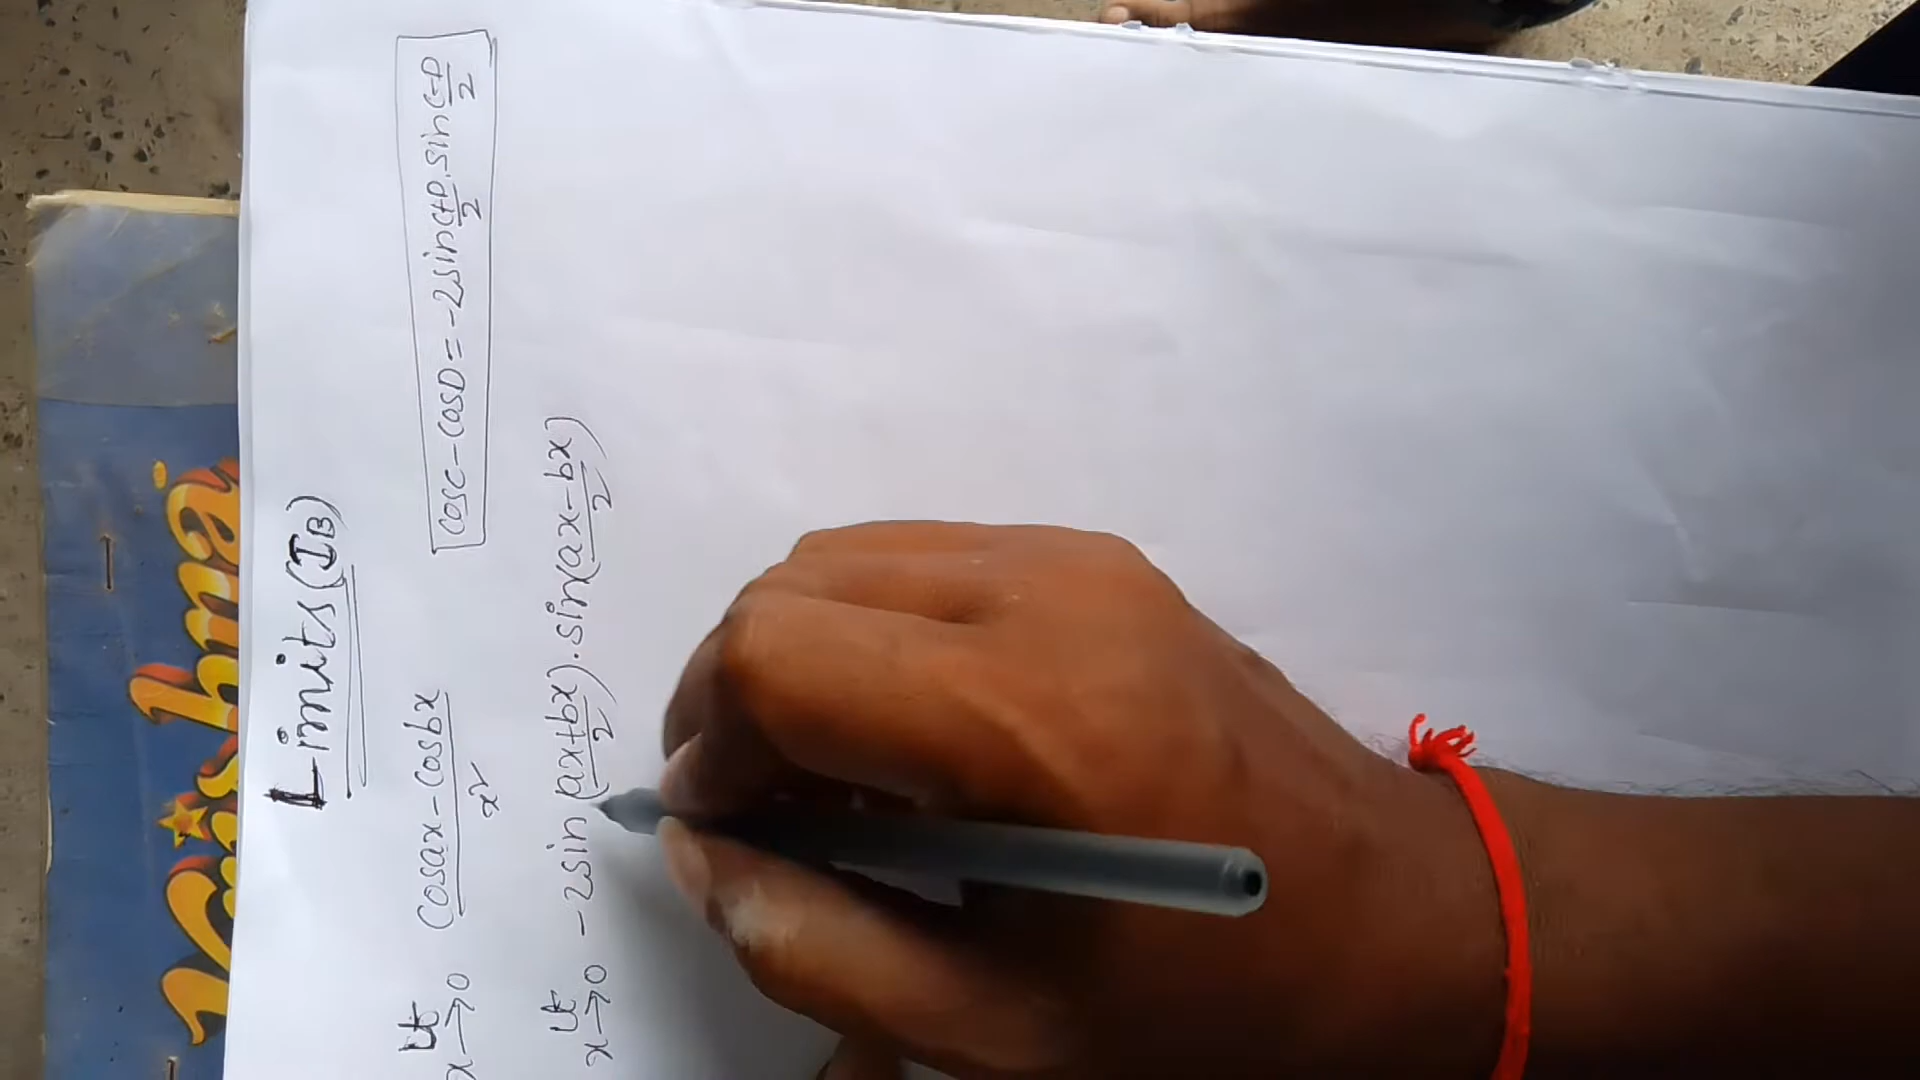 Limits(IB)
Lt x→0 cosax-cosbx / x²
cosC-cosD=-2sin C+D/2 . sin C-D/2
Lt x→0 -2sin(ax+bx/2).sin(ax-bx/2)